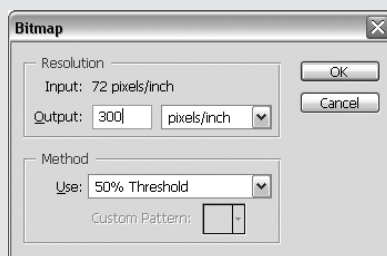 Bitmap
Resolution
Input: 72 pixels/inch
Output: 300 pixels/inch
OK
Cancel
Method
Use: 50% Threshold
Custom Pattern: